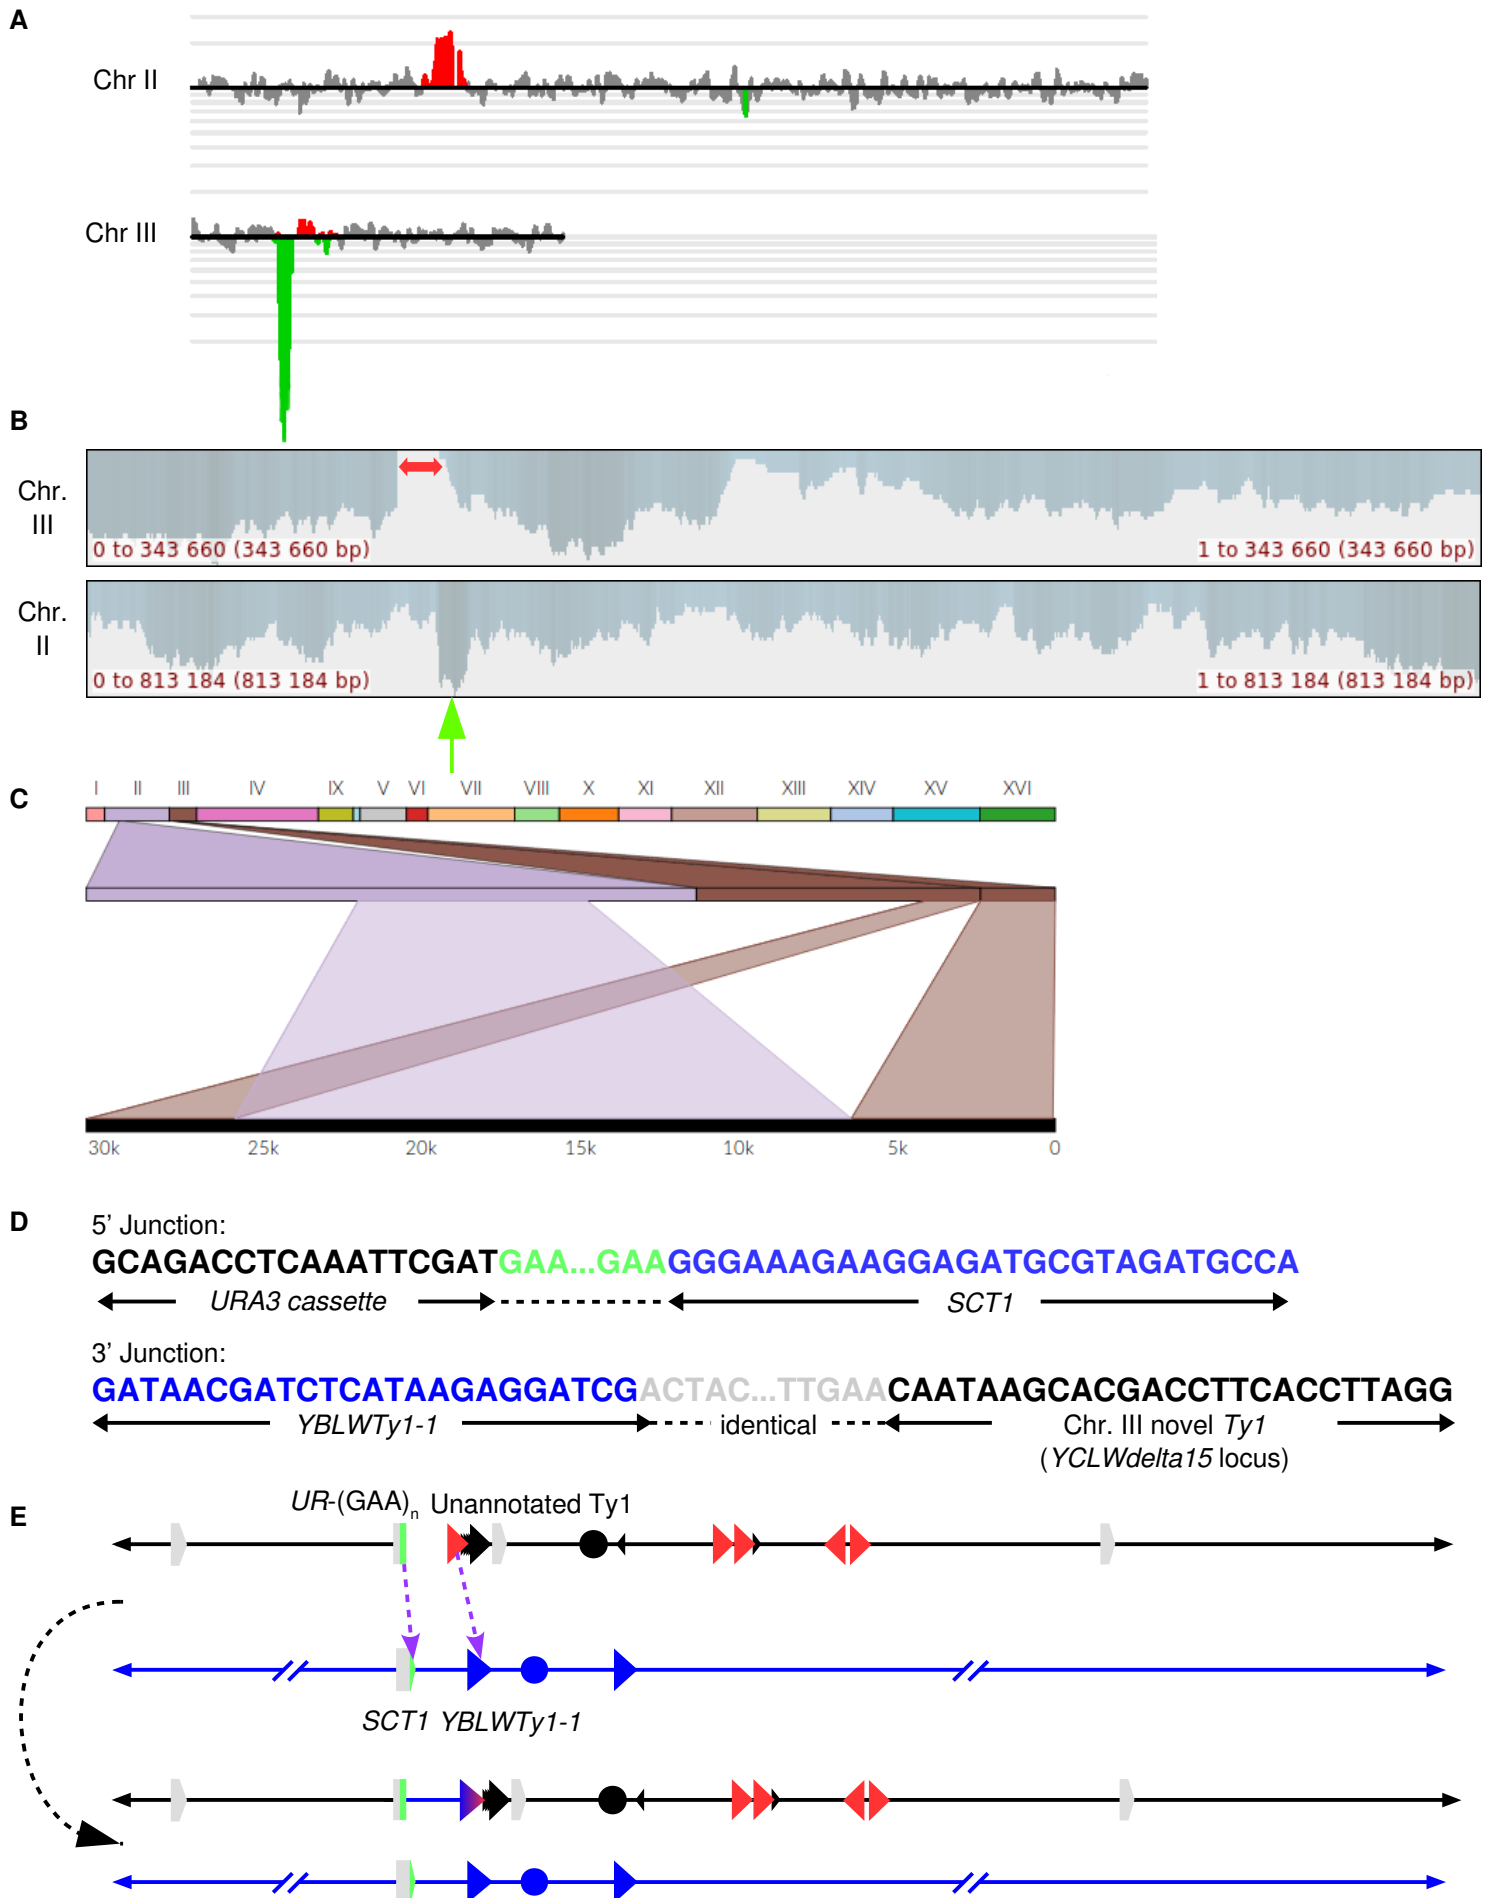 A
Chr II
Chr III
B
Chr.
III
0 to 343 660 (343 660 bp)
1 to 343 660 (343 660 bp)
Chr.
II
0 to 813 184 (813 184 bp)
1 to 813 184 (813 184 bp)
C
I II III IV IX V VI VII VIII X XI XII XIII XIV XV XVI
30k 25k 20k 15k 10k 5k 0
D
5’ Junction:
GCAGACCTCAAATTCGATGAA...GAAGGGAAAGAAGGAGATGCGTAGATGCCA
URA3 cassette SCT1
3’ Junction:
GATAACGATCTCATAAGAGGATCGACTAC...TTGAACAATAAGCACGACCTTCACCTTAGG
YBLWTy1-1 identical Chr. III novel Ty1
(YCLWdelta15 locus)
E
UR-(GAA)n Unannotated Ty1
SCT1 YBLWTy1-1